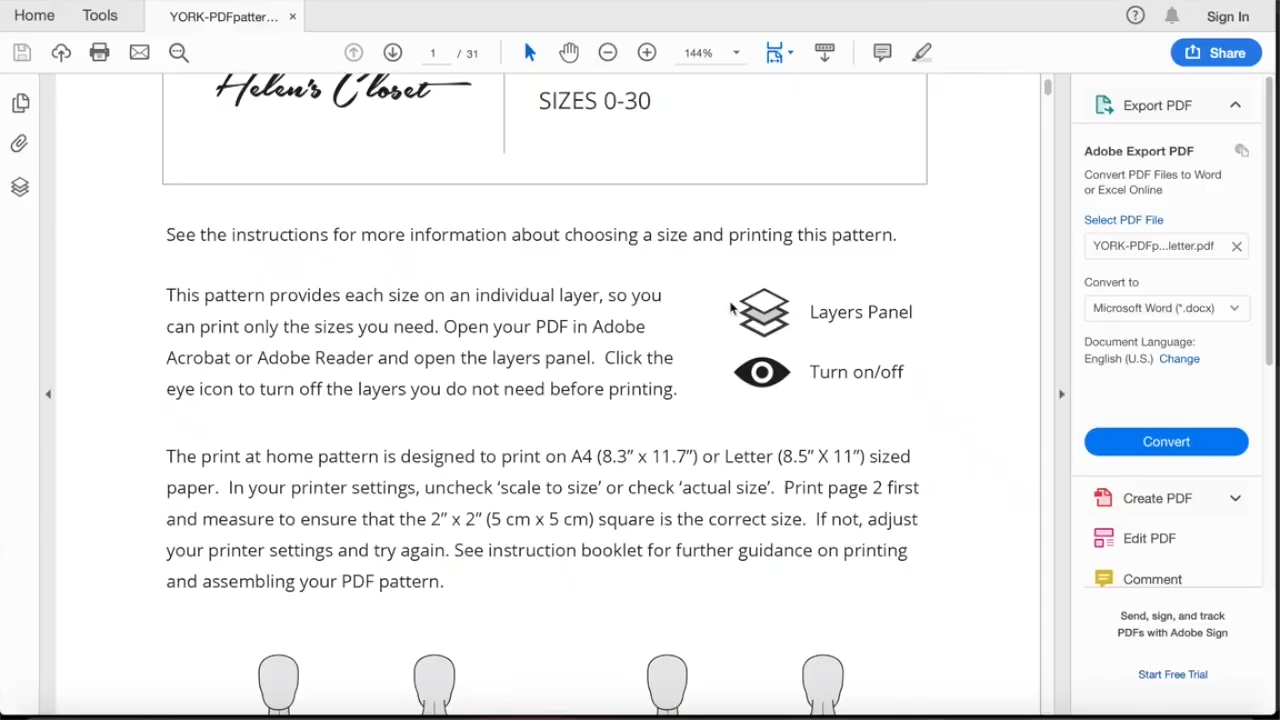 Home Tools YORK-PDFpatter... × Sign In
1 / 31 144% Share
Helen's Closet
SIZES 0-30
See the instructions for more information about choosing a size and printing this pattern.
This pattern provides each size on an individual layer, so you
can print only the sizes you need. Open your PDF in Adobe
Acrobat or Adobe Reader and open the layers panel. Click the
eye icon to turn off the layers you do not need before printing.
Layers Panel
Turn on/off
The print at home pattern is designed to print on A4 (8.3” x 11.7”) or Letter (8.5” X 11”) sized
paper. In your printer settings, uncheck ‘scale to size’ or check ‘actual size’. Print page 2 first
and measure to ensure that the 2” x 2” (5 cm x 5 cm) square is the correct size. If not, adjust
your printer settings and try again. See instruction booklet for further guidance on printing
and assembling your PDF pattern.
Export PDF
Adobe Export PDF
Convert PDF Files to Word
or Excel Online
Select PDF File
YORK-PDFp...letter.pdf
Convert to
Microsoft Word (*.docx)
Document Language:
English (U.S.) Change
Convert
Create PDF
Edit PDF
Comment
Send, sign, and track
PDFs with Adobe Sign
Start Free Trial